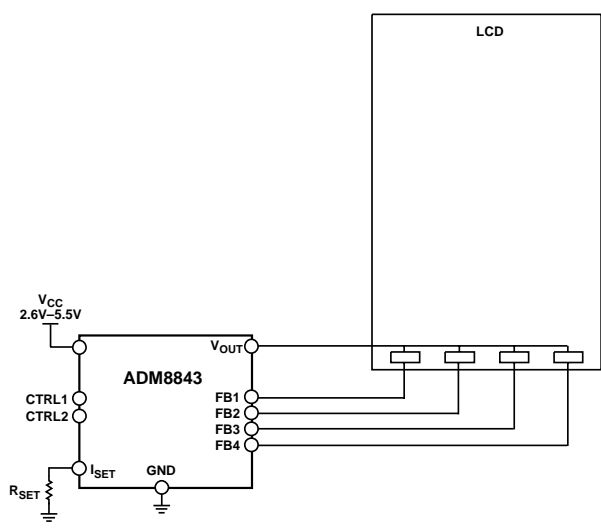 LCD
VCC
2.6V–5.5V
VOUT
ADM8843
CTRL1
CTRL2
FB1
FB2
FB3
FB4
ISET
GND
RSET